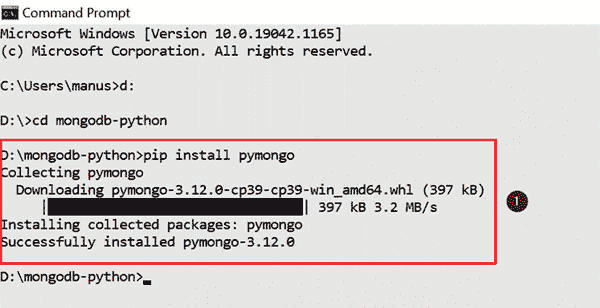 Command Prompt
Microsoft Windows [Version 10.0.19042.1165]
(c) Microsoft Corporation. All rights reserved.
C:\Users\manus>d:
D:\>cd mongodb-python
D:\mongodb-python>pip install pymongo
Collecting pymongo
Downloading pymongo-3.12.0-cp39-cp39-win_amd64.whl (397 kB)
|████████████████████████████████| 397 kB 3.2 MB/s
Installing collected packages: pymongo
Successfully installed pymongo-3.12.0
1
D:\mongodb-python>